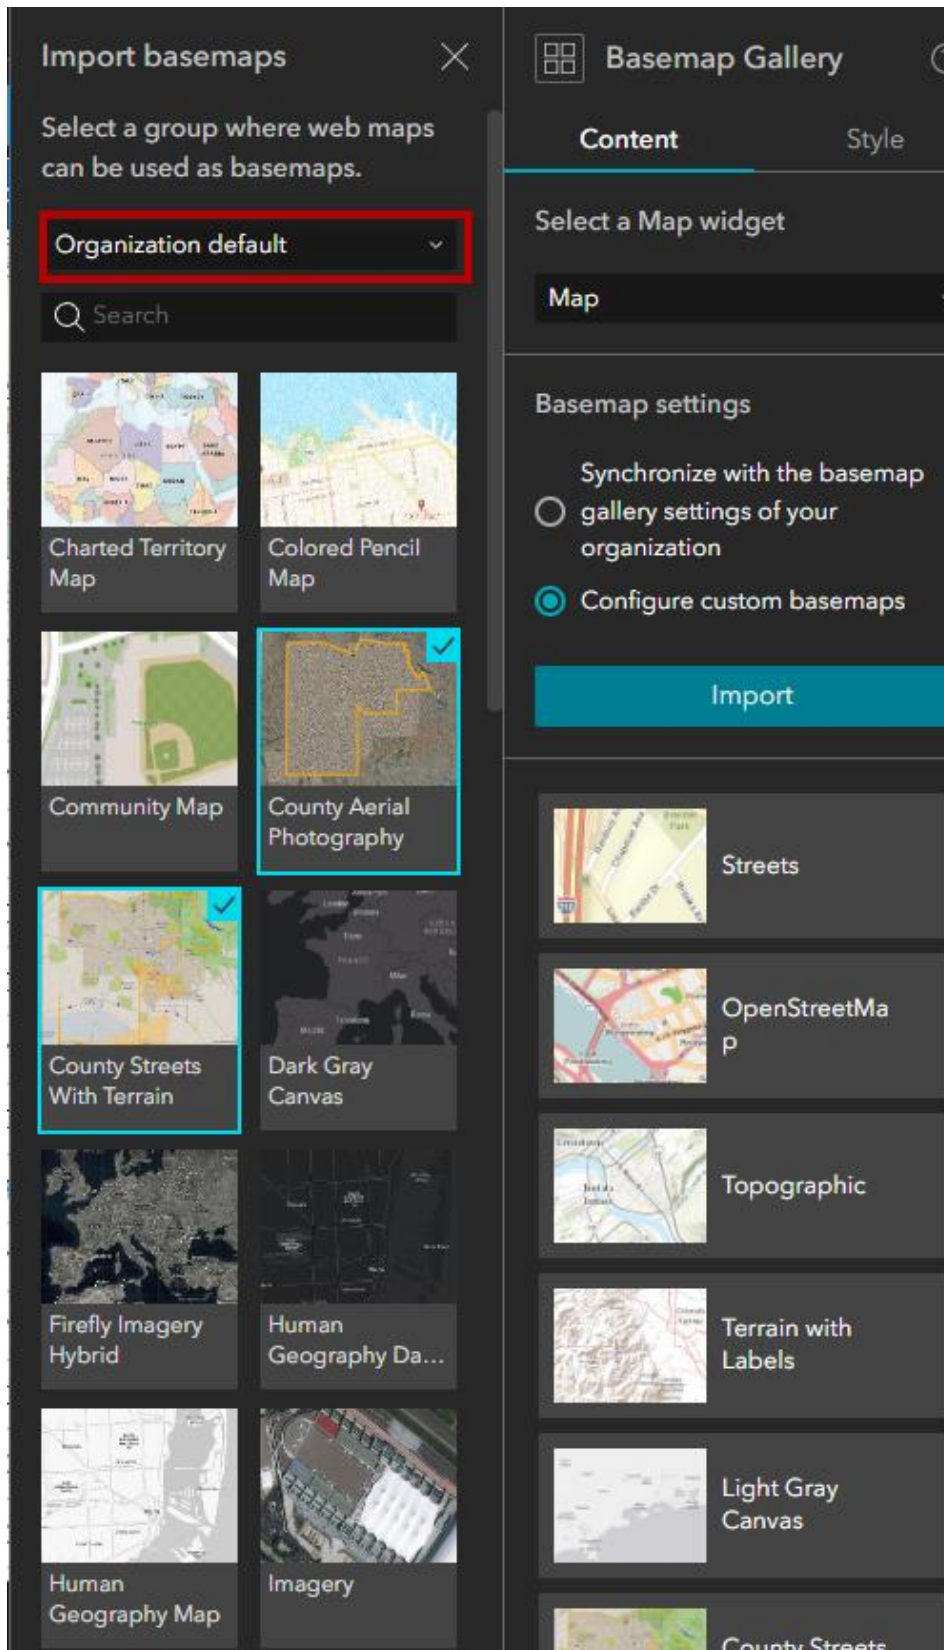 Import basemaps
Select a group where web maps
can be used as basemaps.
Organization default
Search
Charted Territory
Map
Colored Pencil
Map
Community Map
County Aerial
Photography
County Streets
With Terrain
Dark Gray
Canvas
Firefly Imagery
Hybrid
Human
Geography Da...
Human
Geography Map
Imagery
Basemap Gallery
Content
Style
Select a Map widget
Map
Basemap settings
Synchronize with the basemap
gallery settings of your
organization
Configure custom basemaps
Import
Streets
OpenStreetMa
p
Topographic
Terrain with
Labels
Light Gray
Canvas
County Streets